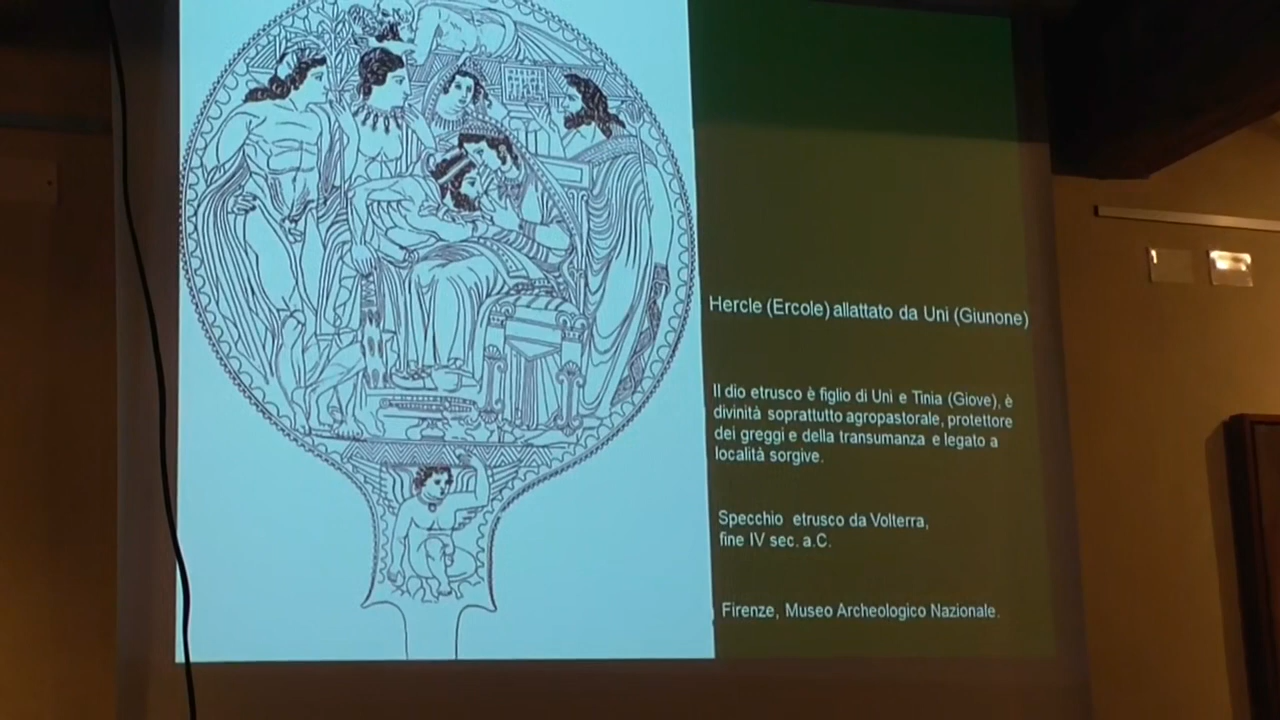 Hercle (Ercole) allattato da Uni (Giunone)
Il dio etrusco è figlio di Uni e Tinia (Giove), è
divinità soprattutto agropastorale, protettore
dei greggi e della transumanza e legato a
località sorgive.
Specchio etrusco da Volterra,
fine IV sec. a.C.
Firenze, Museo Archeologico Nazionale.